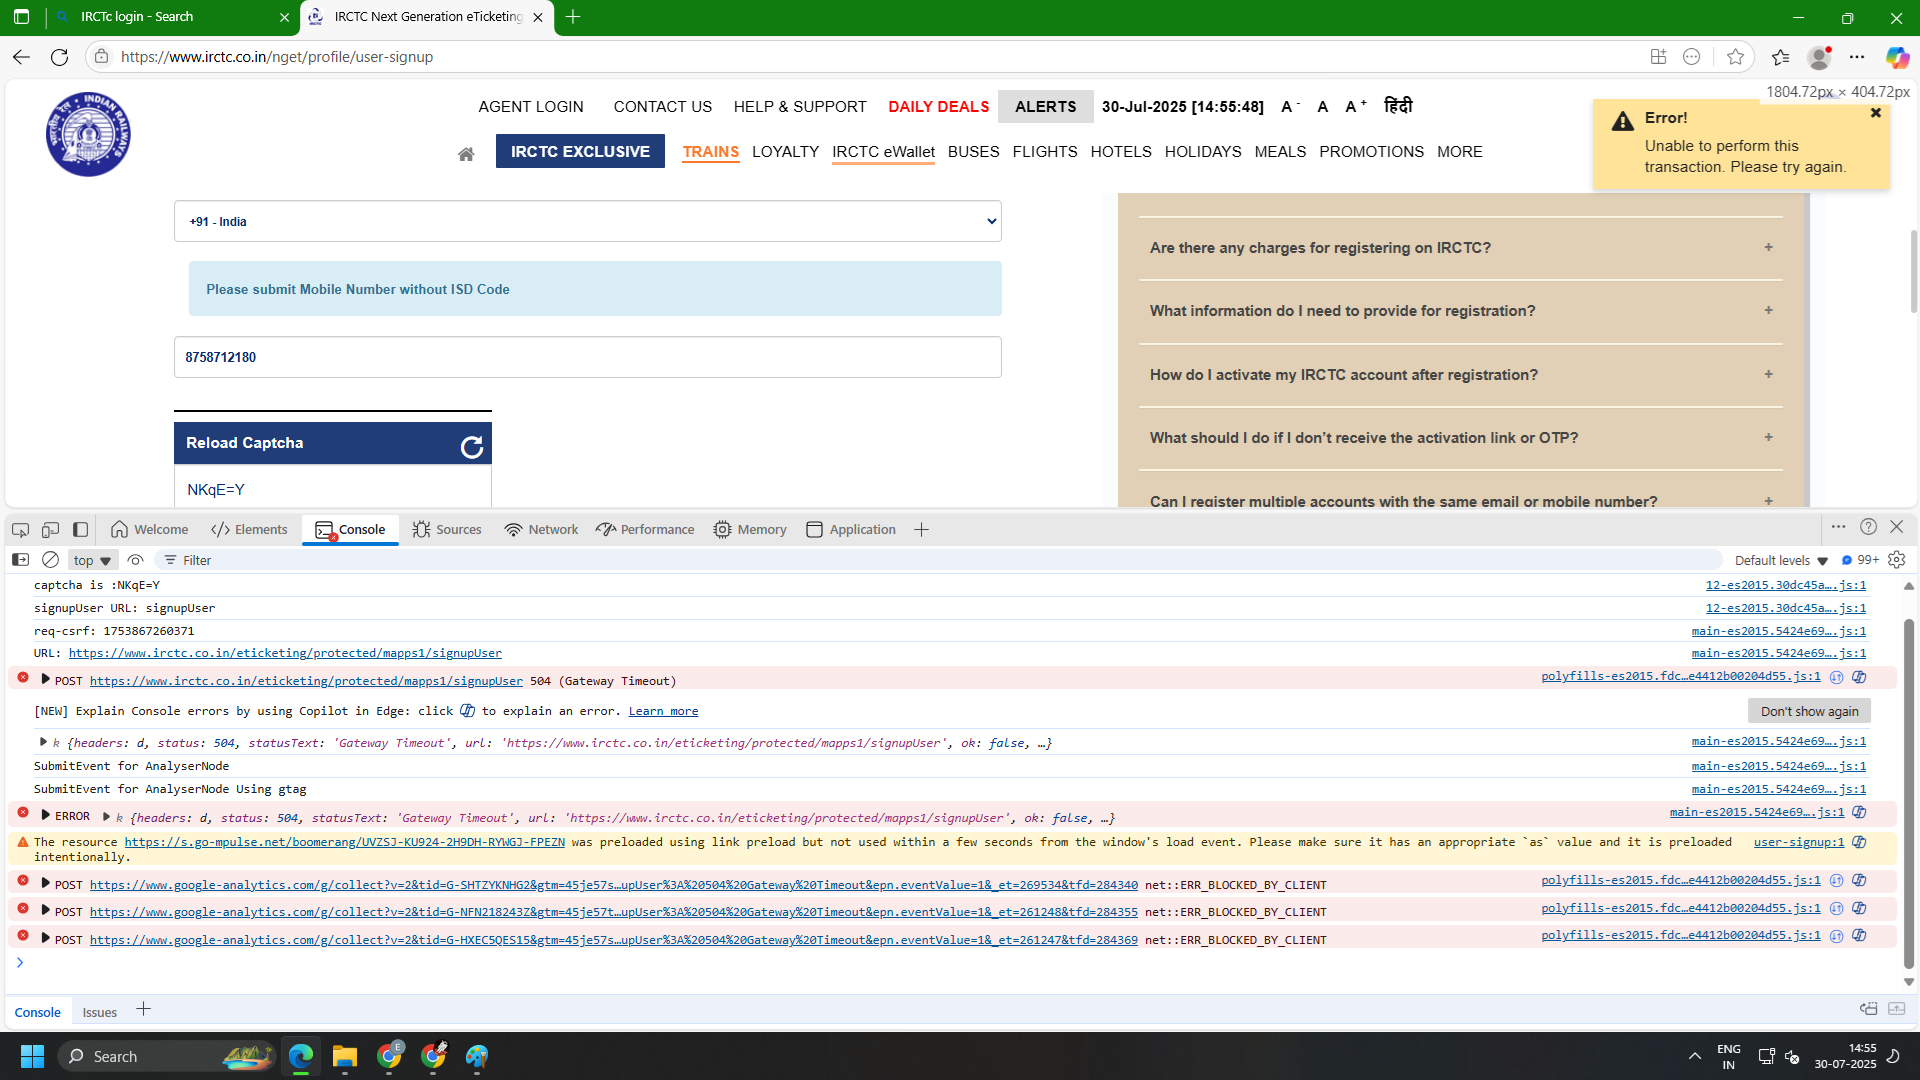 IRCTc login - Search
IRCTC Next Generation eTicketing
https://www.irctc.co.in/nget/profile/user-signup
1804.72px × 404.72px
INDIAN RAILWAYS
AGENT LOGIN CONTACT US HELP & SUPPORT DAILY DEALS ALERTS 30-Jul-2025 [14:55:48] A - A A + हिंदी
IRCTC EXCLUSIVE TRAINS LOYALTY IRCTC eWallet BUSES FLIGHTS HOTELS HOLIDAYS MEALS PROMOTIONS MORE
Error!
Unable to perform this
transaction. Please try again.
+91 - India
Please submit Mobile Number without ISD Code
8758712180
Reload Captcha
NKqE=Y
Are there any charges for registering on IRCTC? +
What information do I need to provide for registration? +
How do I activate my IRCTC account after registration? +
What should I do if I don’t receive the activation link or OTP? +
Can I register multiple accounts with the same email or mobile number? +
Welcome Elements Console Sources Network Performance Memory Application
top Filter Default levels 99+
captcha is :NKqE=Y 12-es2015.30dc45a….js:1
signupUser URL: signupUser 12-es2015.30dc45a….js:1
req-csrf: 1753867260371 main-es2015.5424e69….js:1
URL: https://www.irctc.co.in/eticketing/protected/mapps1/signupUser main-es2015.5424e69….js:1
POST https://www.irctc.co.in/eticketing/protected/mapps1/signupUser 504 (Gateway Timeout) polyfills-es2015.fdc…e4412b00204d55.js:1
[NEW] Explain Console errors by using Copilot in Edge: click to explain an error. Learn more Don't show again
k {headers: d, status: 504, statusText: 'Gateway Timeout', url: 'https://www.irctc.co.in/eticketing/protected/mapps1/signupUser', ok: false, …} main-es2015.5424e69….js:1
SubmitEvent for AnalyserNode main-es2015.5424e69….js:1
SubmitEvent for AnalyserNode Using gtag main-es2015.5424e69….js:1
ERROR k {headers: d, status: 504, statusText: 'Gateway Timeout', url: 'https://www.irctc.co.in/eticketing/protected/mapps1/signupUser', ok: false, …} main-es2015.5424e69….js:1
The resource https://s.go-mpulse.net/boomerang/UVZSJ-KU924-2H9DH-RYWGJ-FPEZN was preloaded using link preload but not used within a few seconds from the window's load event. Please make sure it has an appropriate `as` value and it is preloaded user-signup:1
intentionally.
POST https://www.google-analytics.com/g/collect?v=2&tid=G-SHTZYKNHG2&gtm=45je57s…upUser%3A%20504%20Gateway%20Timeout&epn.eventValue=1&_et=269534&tfd=284340 net::ERR_BLOCKED_BY_CLIENT polyfills-es2015.fdc…e4412b00204d55.js:1
POST https://www.google-analytics.com/g/collect?v=2&tid=G-NFN218243Z&gtm=45je57t…upUser%3A%20504%20Gateway%20Timeout&epn.eventValue=1&_et=261248&tfd=284355 net::ERR_BLOCKED_BY_CLIENT polyfills-es2015.fdc…e4412b00204d55.js:1
POST https://www.google-analytics.com/g/collect?v=2&tid=G-HXEC5QES15&gtm=45je57s…upUser%3A%20504%20Gateway%20Timeout&epn.eventValue=1&_et=261247&tfd=284369 net::ERR_BLOCKED_BY_CLIENT polyfills-es2015.fdc…e4412b00204d55.js:1
Console Issues
Search
E
ENG
IN
14:55
30-07-2025